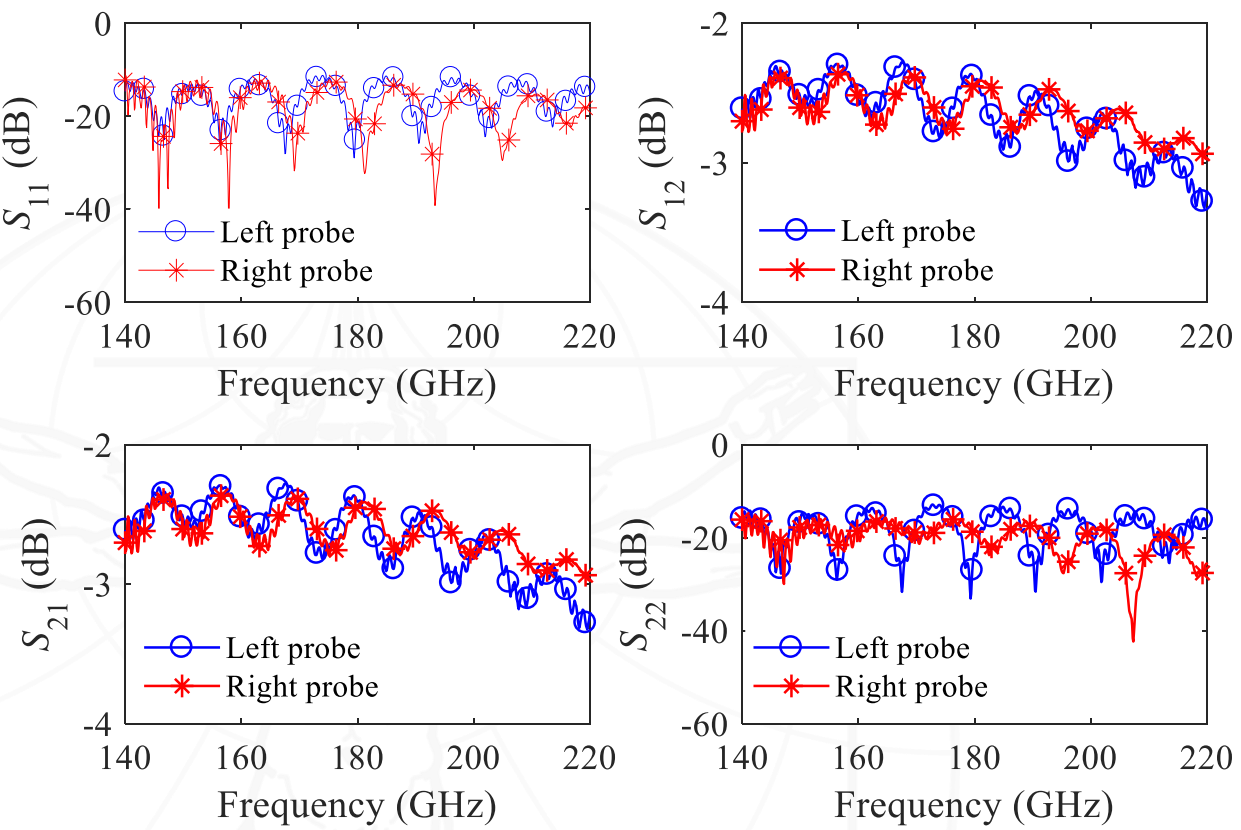 0
-20
-40
-60
S11 (dB)
Left probe
Right probe
140 160 180 200 220
Frequency (GHz)
-2
-3
-4
S12 (dB)
Left probe
Right probe
140 160 180 200 220
Frequency (GHz)
-2
-3
-4
S21 (dB)
Left probe
Right probe
140 160 180 200 220
Frequency (GHz)
0
-20
-40
-60
S22 (dB)
Left probe
Right probe
140 160 180 200 220
Frequency (GHz)